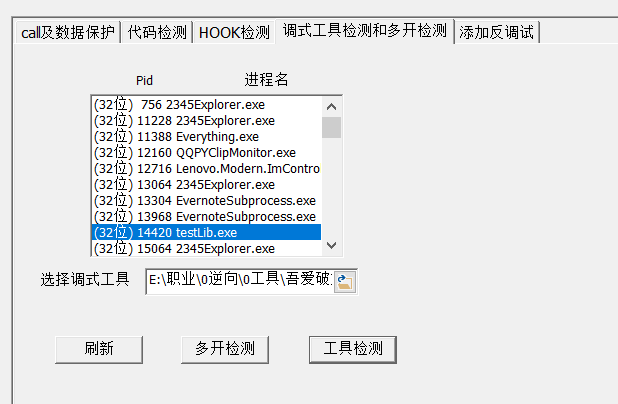 call及数据保护 代码检测 HOOK检测 调式工具检测和多开检测 添加反调试
Pid 进程名
(32位) 756 2345Explorer.exe
(32位) 11228 2345Explorer.exe
(32位) 11388 Everything.exe
(32位) 12160 QQPYClipMonitor.exe
(32位) 12716 Lenovo.Modern.ImContro
(32位) 13064 2345Explorer.exe
(32位) 13304 EvernoteSubprocess.exe
(32位) 13968 EvernoteSubprocess.exe
(32位) 14420 testLib.exe
(32位) 15064 2345Explorer.exe
选择调式工具 E:\职业\0逆向\0工具\吾爱破
刷新 多开检测 工具检测